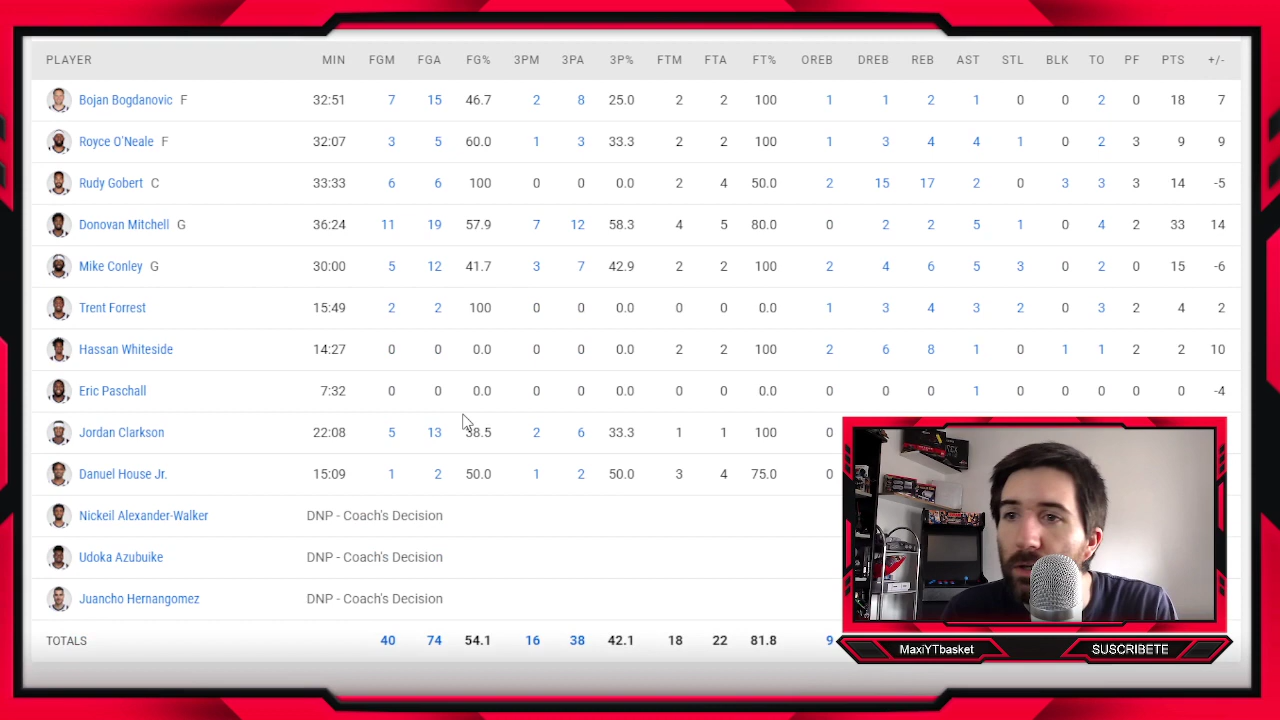 PLAYER MIN FGM FGA FG% 3PM 3PA 3P% FTM FTA FT% OREB DREB REB AST STL BLK TO PF PTS +/-
Bojan Bogdanovic F 32:51 7 15 46.7 2 8 25.0 2 2 100 1 1 2 1 0 0 2 0 18 7
Royce O'Neale F 32:07 3 5 60.0 1 3 33.3 2 2 100 1 3 4 4 1 0 2 3 9 9
Rudy Gobert C 33:33 6 6 100 0 0 0.0 2 4 50.0 2 15 17 2 0 3 3 3 14 -5
Donovan Mitchell G 36:24 11 19 57.9 7 12 58.3 4 5 80.0 0 2 2 5 1 0 4 2 33 14
Mike Conley G 30:00 5 12 41.7 3 7 42.9 2 2 100 2 4 6 5 3 0 2 0 15 -6
Trent Forrest 15:49 2 2 100 0 0 0.0 0 0 0.0 1 3 4 3 2 0 3 2 4 2
Hassan Whiteside 14:27 0 0 0.0 0 0 0.0 2 2 100 2 6 8 1 0 1 1 2 2 10
Eric Paschall 7:32 0 0 0.0 0 0 0.0 0 0 0.0 0 0 0 1 0 0 0 0 0 -4
Jordan Clarkson 22:08 5 13 38.5 2 6 33.3 1 1 100 0
Danuel House Jr. 15:09 1 2 50.0 1 2 50.0 3 4 75.0 0
Nickeil Alexander-Walker DNP - Coach's Decision
Udoka Azubuike DNP - Coach's Decision
Juancho Hernangomez DNP - Coach's Decision
TOTALS 40 74 54.1 16 38 42.1 18 22 81.8 9
MaxiYTbasket SUSCRIBETE